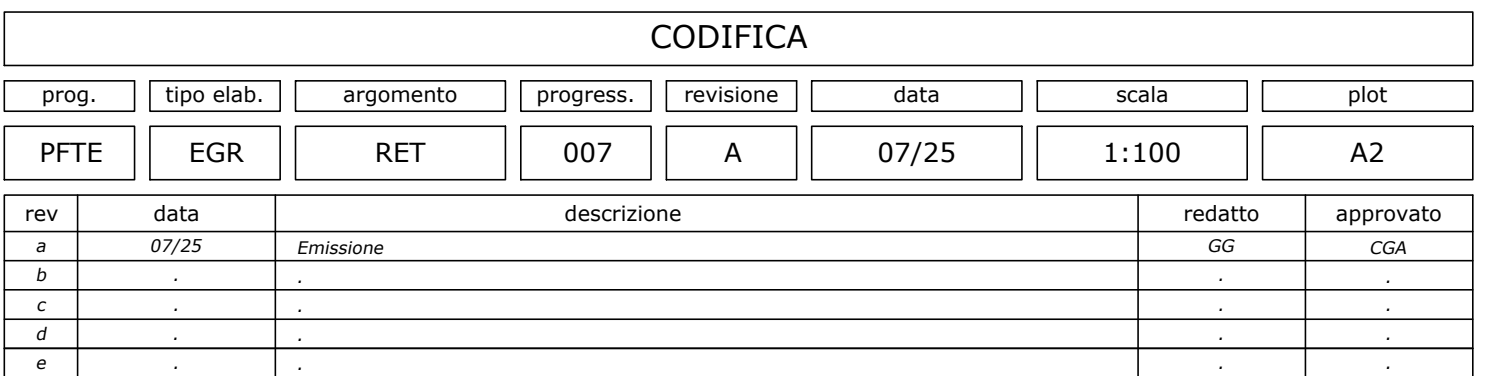 CODIFICA
prog. tipo elab. argomento progress. revisione data scala plot
PFTE EGR RET 007 A 07/25 1:100 A2
rev data descrizione redatto approvato
a 07/25 Emissione GG CGA
b . . . .
c . . . .
d . . . .
e . . . .